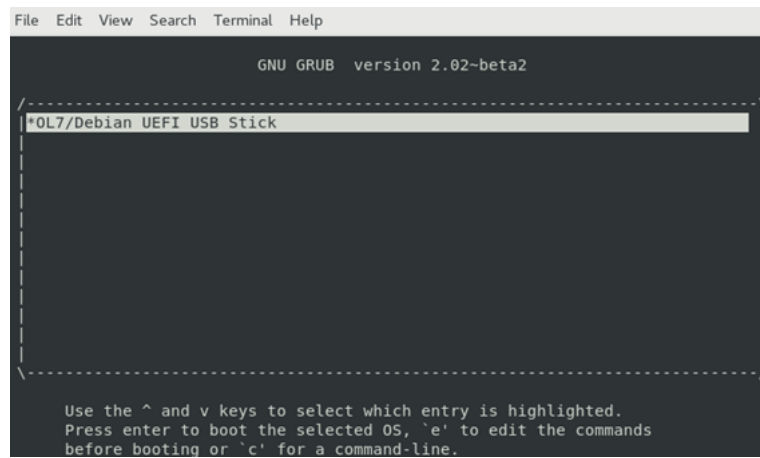 File Edit View Search Terminal Help
GNU GRUB version 2.02~beta2
*OL7/Debian UEFI USB Stick
Use the ^ and v keys to select which entry is highlighted.
Press enter to boot the selected OS, `e' to edit the commands
before booting or `c' for a command-line.